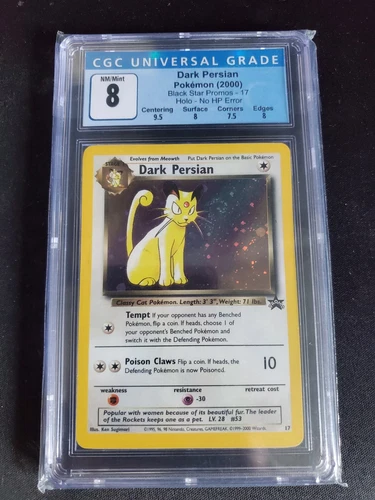 CGC UNIVERSAL GRADE
NM/Mint
8
Dark Persian
Pokémon (2000)
Black Star Promos - 17
Holo - No HP Error
Centering Surface Corners Edges
9.5 8 7.5 8
Evolves from Meowth Put Dark Persian on the Basic Pokémon
Dark Persian
Classy Cat Pokémon. Length: 3' 3", Weight: 71 lbs.
Tempt If your opponent has any Benched
Pokémon, flip a coin. If heads, choose 1 of
your opponent's Benched Pokémon and
switch it with the Defending Pokémon.
Poison Claws Flip a coin. If heads, the
Defending Pokémon is now Poisoned.
10
weakness resistance retreat cost
-30
Popular with women because of its beautiful fur. The leader
of the Rockets keeps one as a pet. LV. 28 #53
Illus. Ken Sugimori ©1995, 96, 98 Nintendo, Creatures, GAMEFREAK. ©1999-2000 Wizards. 17